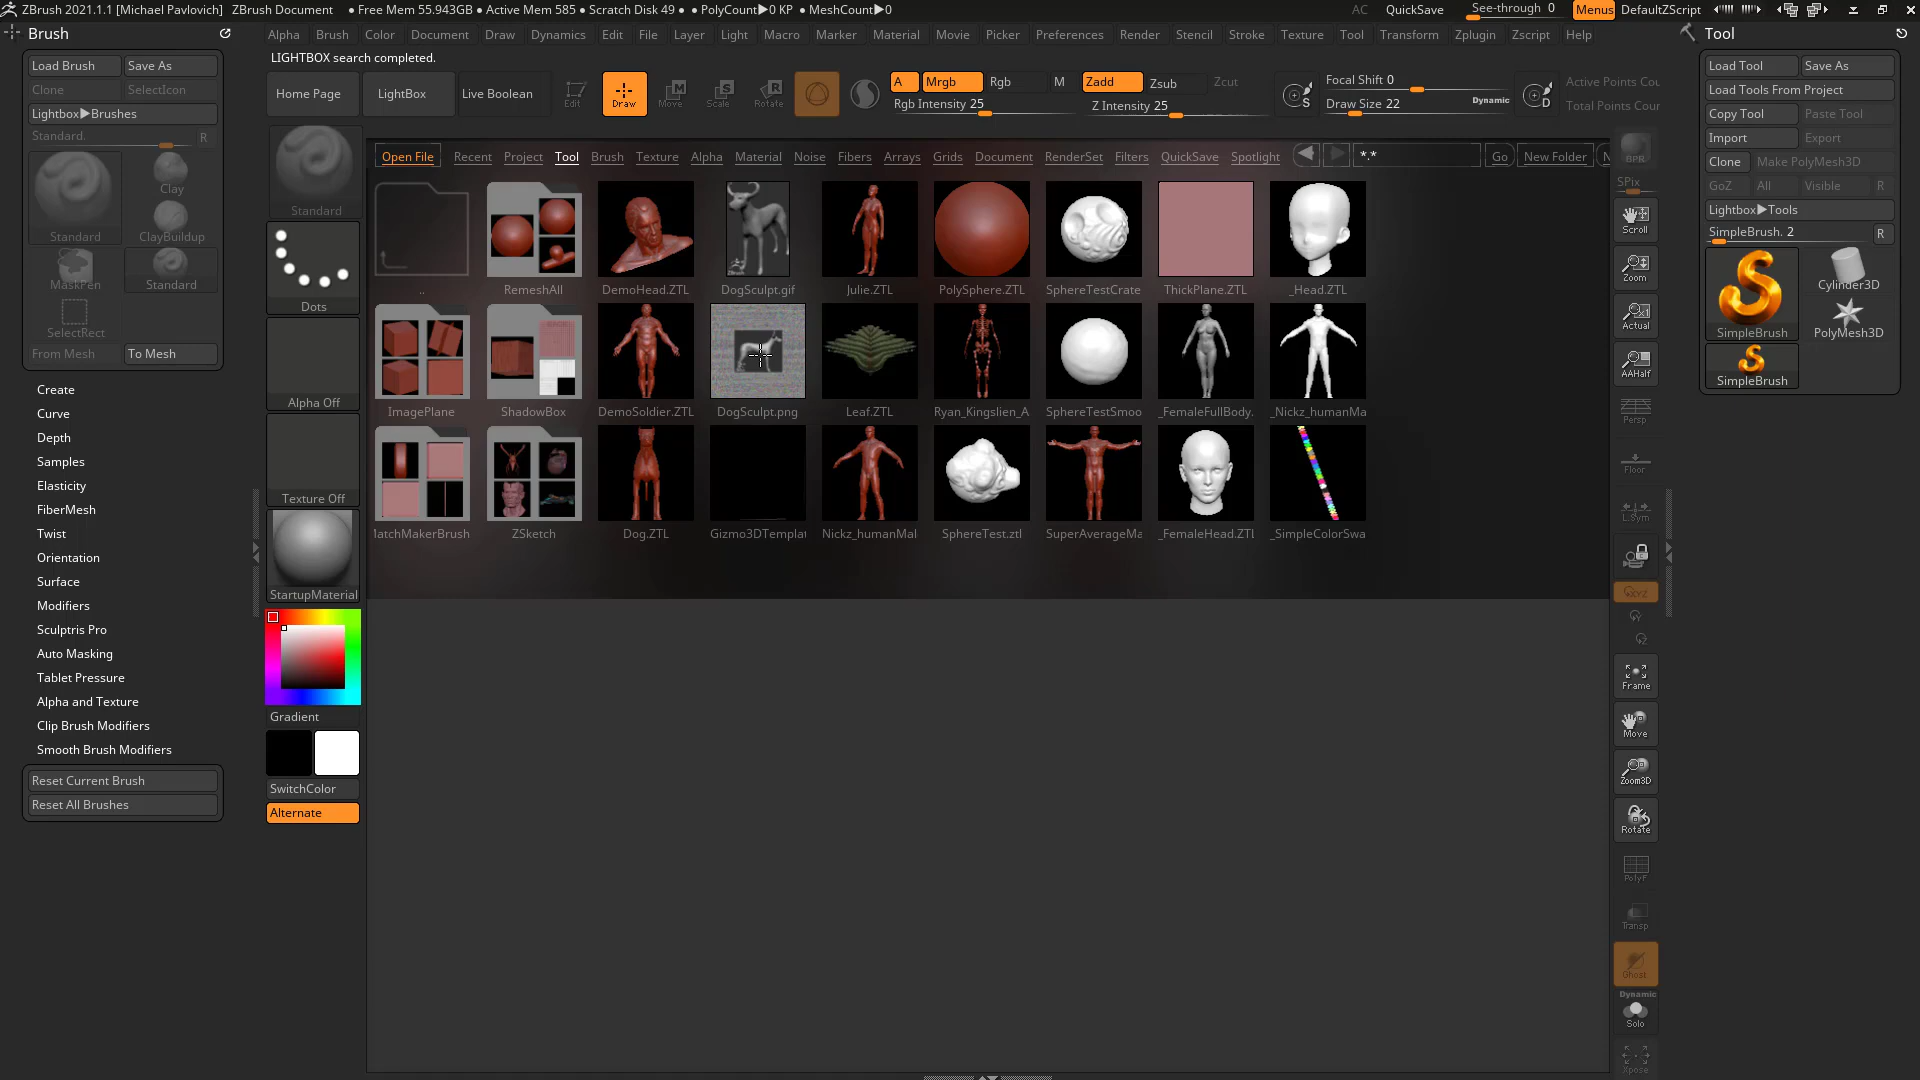 ZBrush 2021.1.1 [Michael Pavlovich] ZBrush Document • Free Mem 55.943GB • Active Mem 585 • Scratch Disk 49 • • PolyCount▶0 KP • MeshCount▶0 AC QuickSave See-through 0 Menus DefaultZScript
Brush
Alpha Brush Color Document Draw Dynamics Edit File Layer Light Macro Marker Material Movie Picker Preferences Render Stencil Stroke Texture Tool Transform Zplugin Zscript Help
Tool
LIGHTBOX search completed.
Load Brush Save As
Clone SelectIcon
Lightbox▶Brushes
Standard. R
Standard
Clay
ClayBuildup
MaskPen
Standard
SelectRect
From Mesh To Mesh
Create
Curve
Depth
Samples
Elasticity
FiberMesh
Twist
Orientation
Surface
Modifiers
Sculptris Pro
Auto Masking
Tablet Pressure
Alpha and Texture
Clip Brush Modifiers
Smooth Brush Modifiers
Reset Current Brush
Reset All Brushes
Home Page LightBox Live Boolean Edit Draw Move Scale Rotate
A Mrgb Rgb M Zadd Zsub Zcut
Rgb Intensity 25 Z Intensity 25
Focal Shift 0
Draw Size 22 Dynamic
S
D
Active Points Cou
Total Points Cour
Standard
Dots
Alpha Off
Texture Off
StartupMaterial
Gradient
SwitchColor
Alternate
Open File Recent Project Tool Brush Texture Alpha Material Noise Fibers Arrays Grids Document RenderSet Filters QuickSave Spotlight *.* Go New Folder N
.. RemeshAll DemoHead.ZTL DogSculpt.gif Julie.ZTL PolySphere.ZTL SphereTestCrate ThickPlane.ZTL _Head.ZTL
ImagePlane ShadowBox DemoSoldier.ZTL DogSculpt.png Leaf.ZTL Ryan_Kingslien_A SphereTestSmoo _FemaleFullBody. _Nickz_humanMa
MatchMakerBrush ZSketch Dog.ZTL Gizmo3DTemplat Nickz_humanMal SphereTest.ztl SuperAverageMa _FemaleHead.ZTL _SimpleColorSwa
BPR
SPix
Scroll
Zoom
Actual
AAHalf
Persp
Floor
L.Sym
XYZ
Y
Z
Frame
Move
Zoom3D
Rotate
PolyF
Transp
Ghost
Dynamic
Solo
Xpose
Load Tool Save As
Load Tools From Project
Copy Tool Paste Tool
Import Export
Clone Make PolyMesh3D
GoZ All Visible R
Lightbox▶Tools
SimpleBrush. 2 R
SimpleBrush
Cylinder3D
PolyMesh3D
SimpleBrush